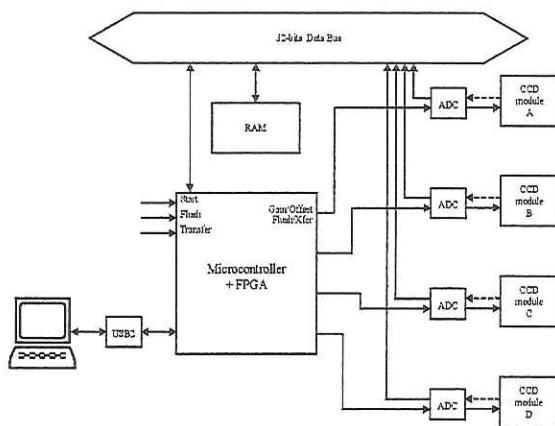 32-bits Data Bus
RAM
ADC
CCD
module
A
Start
Flush
Transfer
Gain/Offset
Flush/Xfer
ADC
CCD
module
B
Microcontroller
+ FPGA
ADC
CCD
module
C
USB2
ADC
CCD
module
D